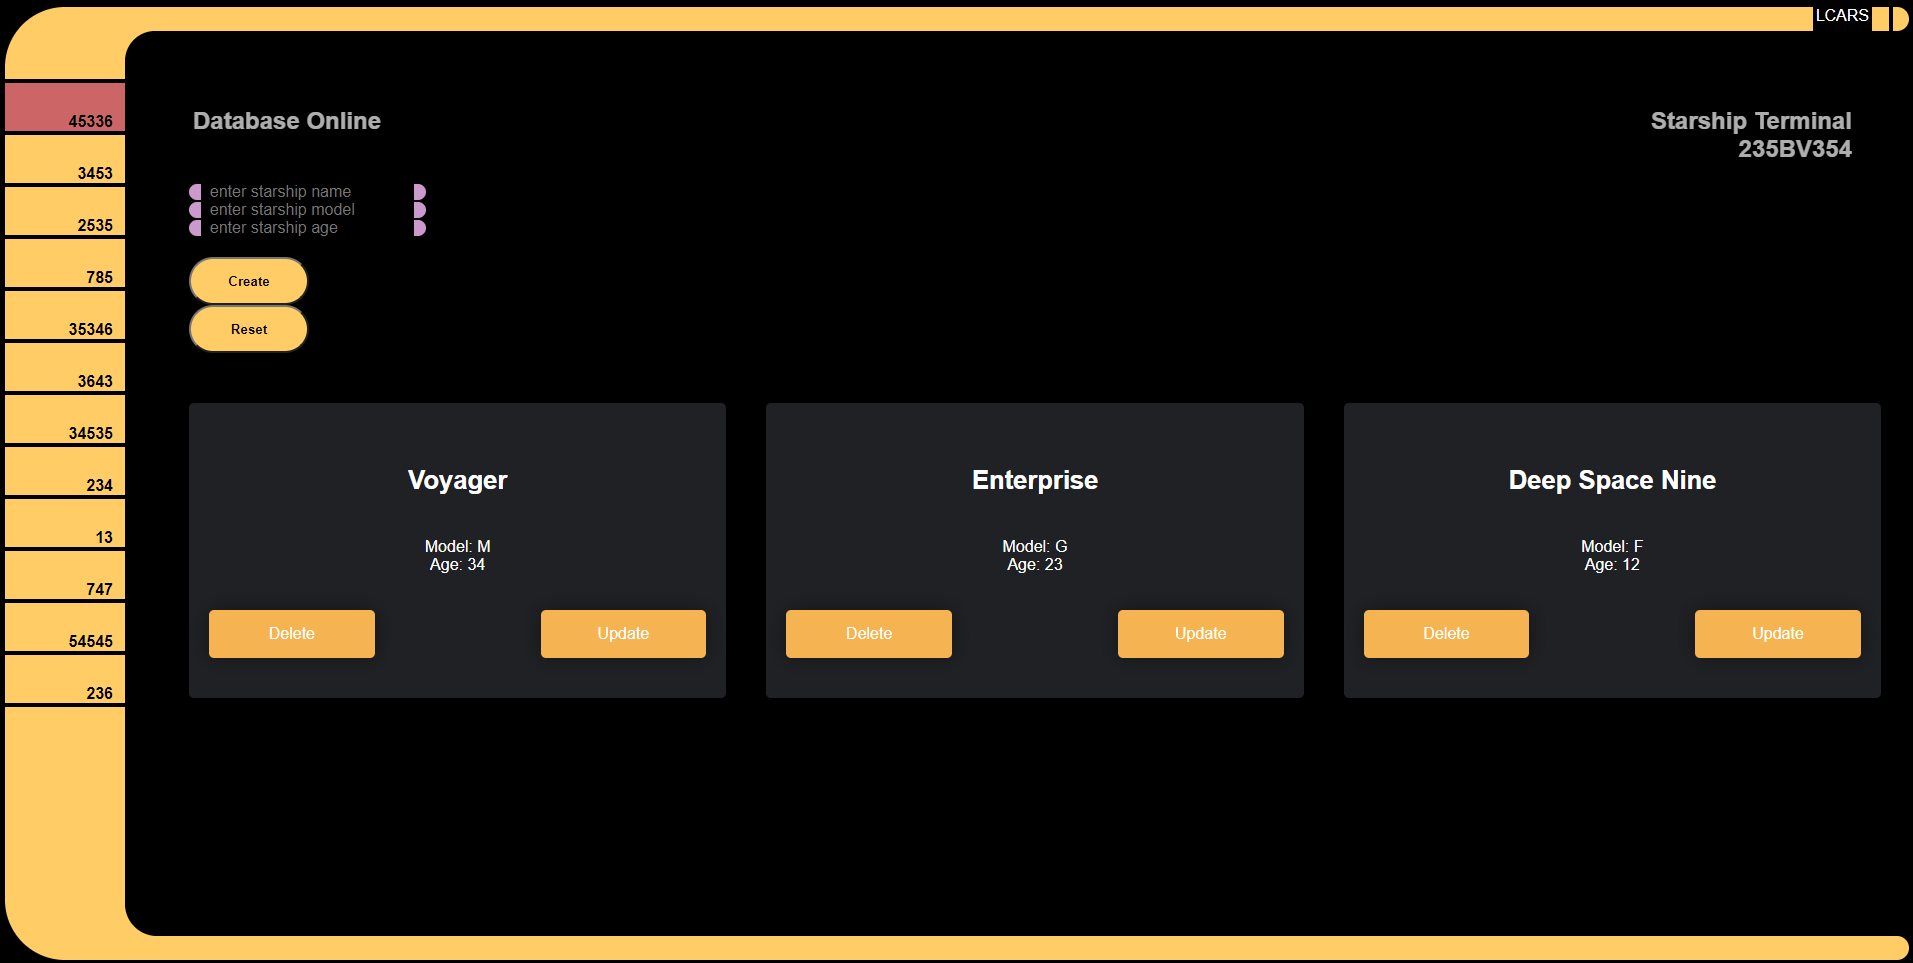 LCARS
45336
3453
2535
785
35346
3643
34535
234
13
747
54545
236
Database Online
Starship Terminal
235BV354
enter starship name
enter starship model
enter starship age
Create
Reset
Voyager
Model: M
Age: 34
Delete
Update
Enterprise
Model: G
Age: 23
Delete
Update
Deep Space Nine
Model: F
Age: 12
Delete
Update